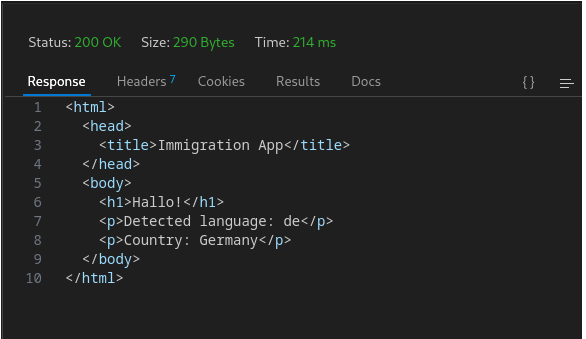 Status: 200 OK Size: 290 Bytes Time: 214 ms
Response Headers 7 Cookies Results Docs {}
1 <html>
2 <head>
3 <title>Immigration App</title>
4 </head>
5 <body>
6 <h1>Hallo!</h1>
7 <p>Detected language: de</p>
8 <p>Country: Germany</p>
9 </body>
10 </html>